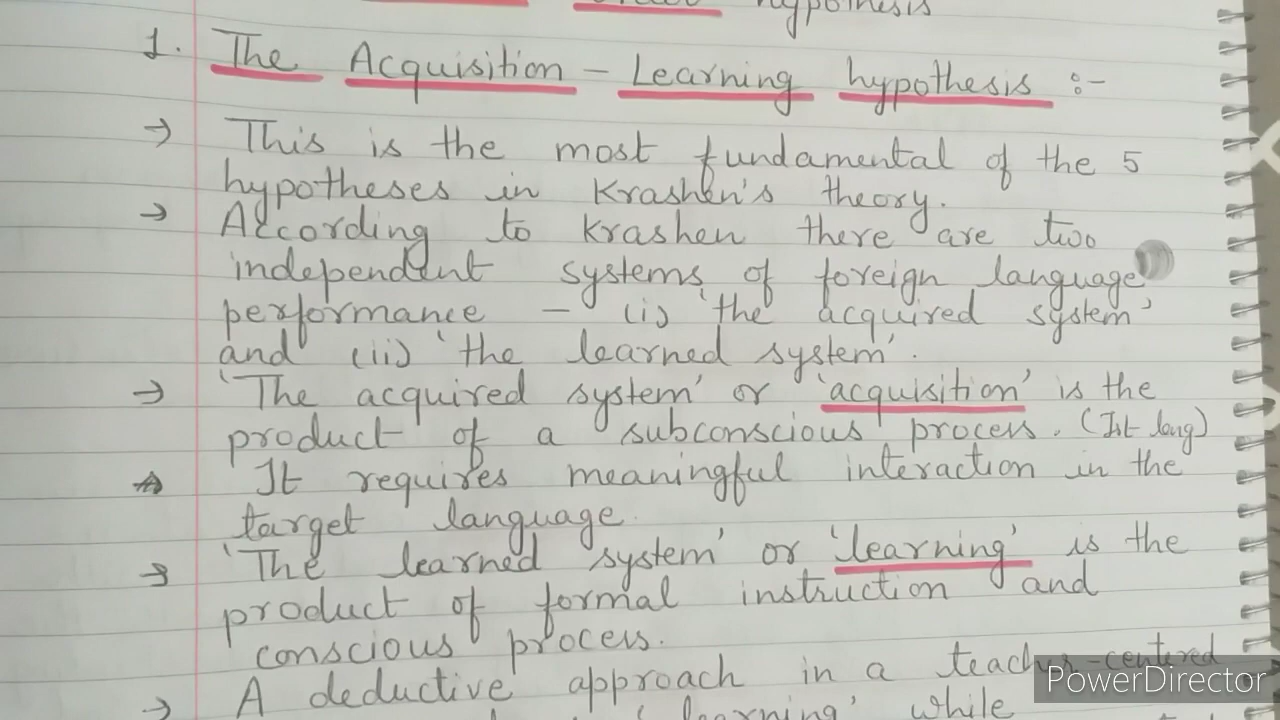 hypothesis
1. The Acquisition – Learning hypothesis :-
→ This is the most fundamental of the 5
hypotheses in Krashen's theory.
→ According to Krashen there are two
independent systems of foreign language
performance – (i) 'the acquired system'
and (ii) 'the learned system'.
→ 'The acquired system' or 'acquisition' is the
product of a subconscious process. (Ist lang)
→ It requires meaningful interaction in the
target language.
→ 'The learned system' or 'learning' is the
product of formal instruction and
conscious process.
→ A deductive approach in a teacher-centered
'learning' while
PowerDirector